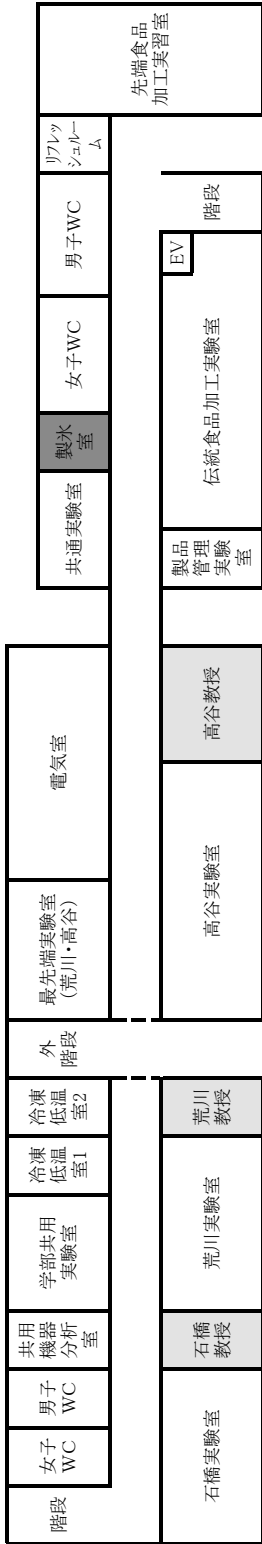 階段
女子
WC
男子
WC
共用
機器
分析
室
学部共用
実験室
冷凍
低温
室1
冷凍
低温
室2
外
階段
最先端実験室
(荒川・高谷)
電気室
共通実験室
製氷
室
女子WC
男子WC
リフレッ
シュルー
ム
先端食品
加工実習室
石橋実験室
石橋
教授
荒川実験室
荒川
教授
高谷実験室
高谷教授
製品
管理
実験
室
伝統食品加工実験室
EV
階段